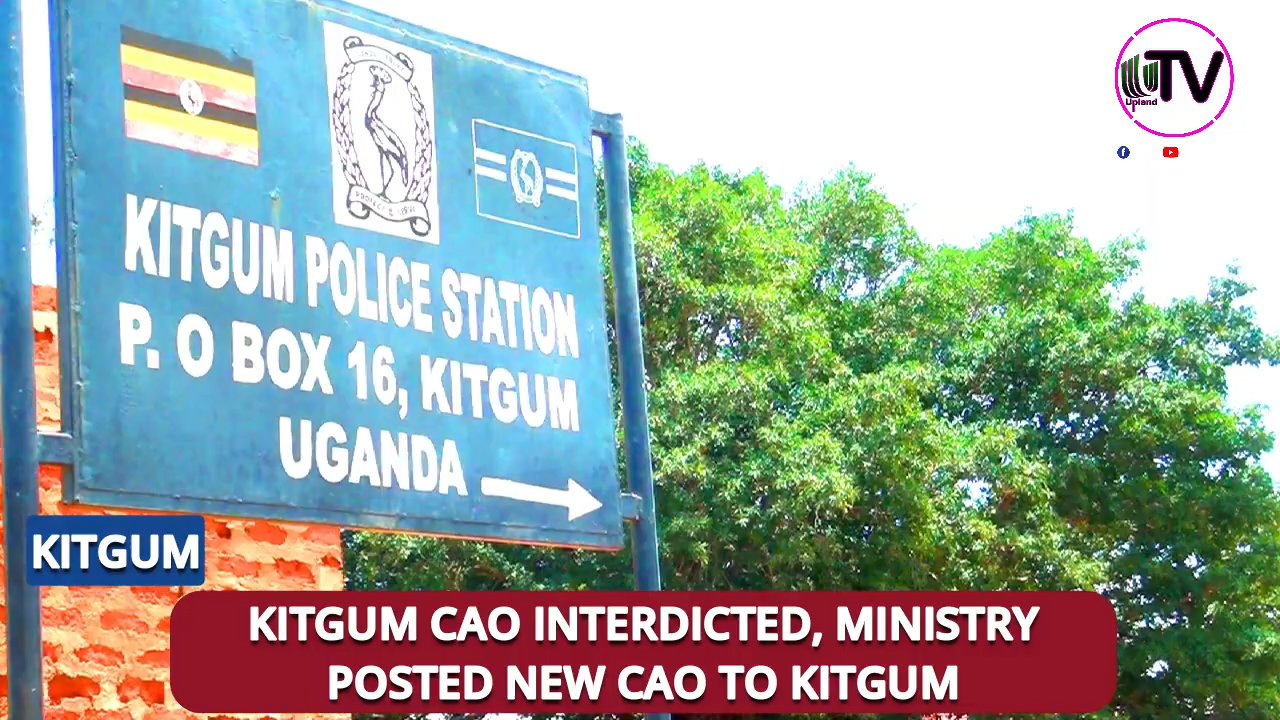 KITGUM POLICE STATION
P. O BOX 16, KITGUM
UGANDA
TV
Upland
KITGUM
KITGUM CAO INTERDICTED, MINISTRY
POSTED NEW CAO TO KITGUM